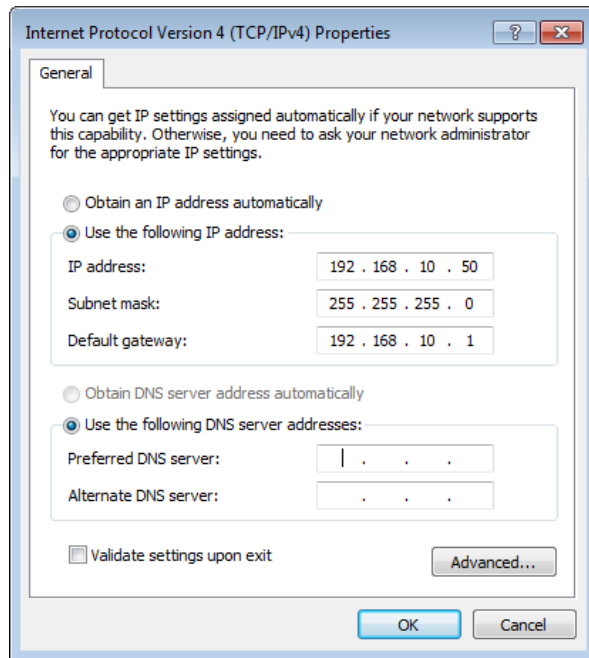 Internet Protocol Version 4 (TCP/IPv4) Properties
General
You can get IP settings assigned automatically if your network supports
this capability. Otherwise, you need to ask your network administrator
for the appropriate IP settings.
Obtain an IP address automatically
Use the following IP address:
IP address: 192 . 168 . 10 . 50
Subnet mask: 255 . 255 . 255 . 0
Default gateway: 192 . 168 . 10 . 1
Obtain DNS server address automatically
Use the following DNS server addresses:
Preferred DNS server: . . .
Alternate DNS server: . . .
Validate settings upon exit
Advanced...
OK Cancel